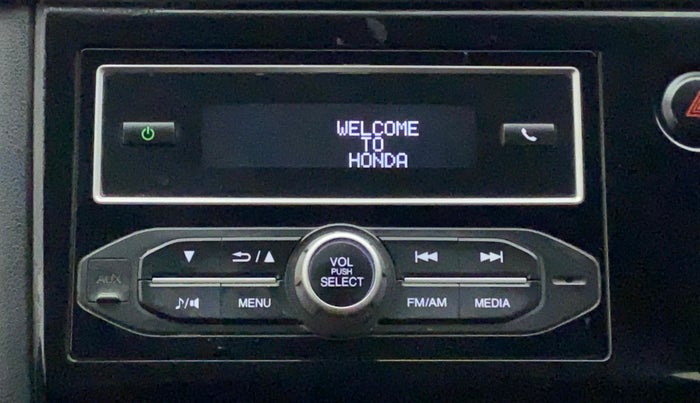 WELCOME
TO
HONDA
VOL
PUSH
SELECT
AUX
MENU
FM/AM
MEDIA